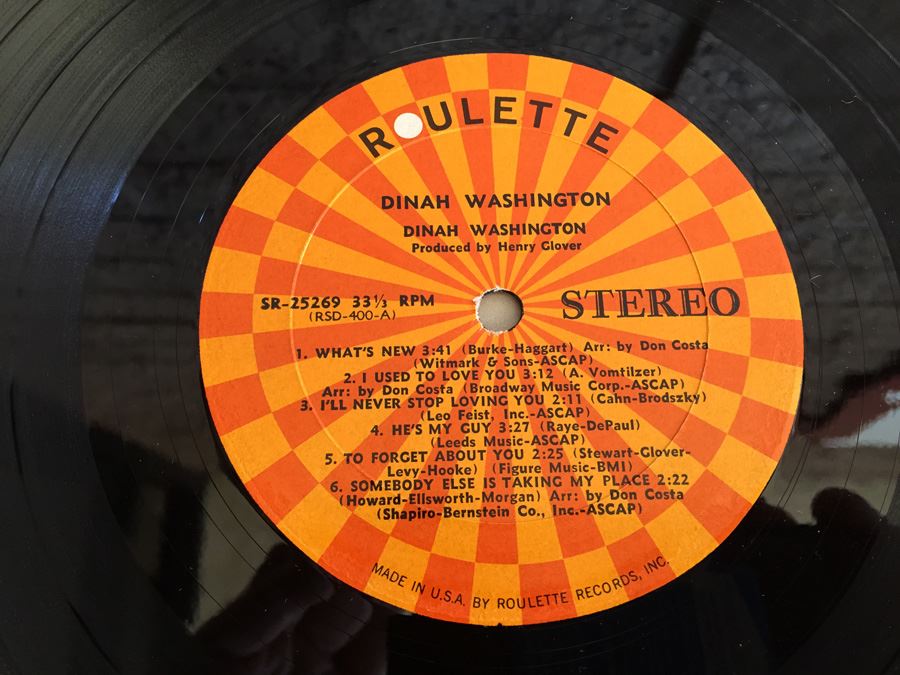 ROULETTE
DINAH WASHINGTON
DINAH WASHINGTON
Produced by Henry Glover
SR-25269 33⅓ RPM
(RSD-400-A)
STEREO
1. WHAT'S NEW 3:41 (Burke-Haggart) Arr: by Don Costa
(Witmark & Sons-ASCAP)
2. I USED TO LOVE YOU 3:12 (A. Vomtilzer)
Arr: by Don Costa (Broadway Music Corp.-ASCAP)
3. I'LL NEVER STOP LOVING YOU 2:11 (Cahn-Brodszky)
(Leo Feist, Inc.-ASCAP)
4. HE'S MY GUY 3:27 (Raye-DePaul)
(Leeds Music-ASCAP)
5. TO FORGET ABOUT YOU 2:25 (Stewart-Glover-
Levy-Hooke) (Figure Music-BMI)
6. SOMEBODY ELSE IS TAKING MY PLACE 2:22
(Howard-Ellsworth-Morgan) Arr: by Don Costa
(Shapiro-Bernstein Co., Inc.-ASCAP)
MADE IN U.S.A. BY ROULETTE RECORDS, INC.